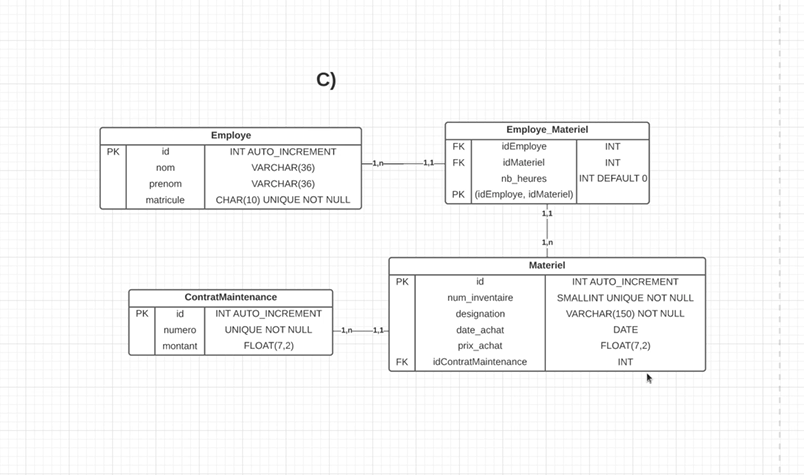 C)
Employe
PK id INT AUTO_INCREMENT
nom VARCHAR(36)
prenom VARCHAR(36)
matricule CHAR(10) UNIQUE NOT NULL
1,n 1,1
Employe_Materiel
FK idEmploye INT
FK idMateriel INT
nb_heures INT DEFAULT 0
PK (idEmploye, idMateriel)
1,1
1,n
Materiel
PK id INT AUTO_INCREMENT
num_inventaire SMALLINT UNIQUE NOT NULL
designation VARCHAR(150) NOT NULL
date_achat DATE
prix_achat FLOAT(7,2)
FK idContratMaintenance INT
ContratMaintenance
PK id INT AUTO_INCREMENT
numero UNIQUE NOT NULL
montant FLOAT(7,2)
1,n 1,1